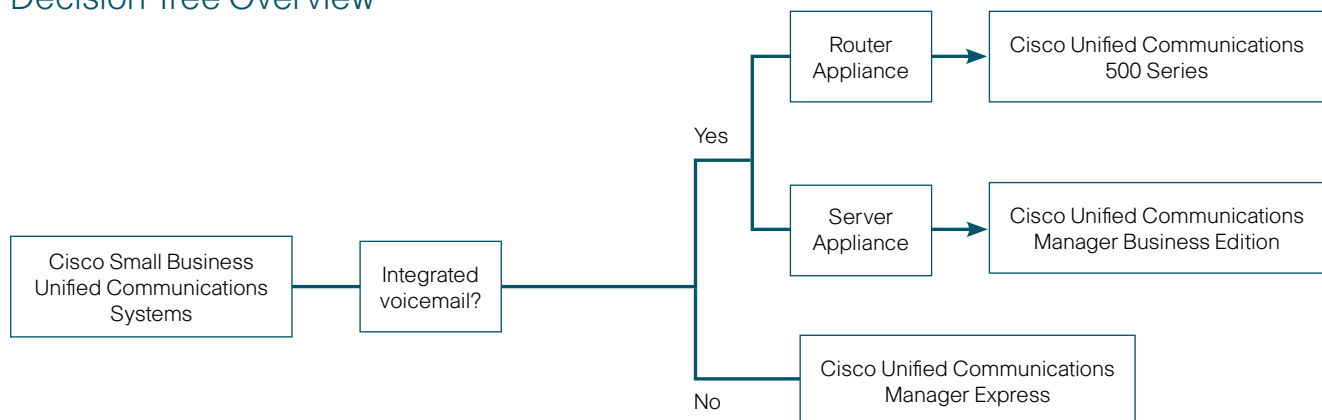 Decision Tree Overview
Router
Appliance
Cisco Unified Communications
500 Series
Yes
Server
Appliance
Cisco Unified Communications
Manager Business Edition
Cisco Small Business
Unified Communications
Systems
Integrated
voicemail?
Cisco Unified Communications
Manager Express
No